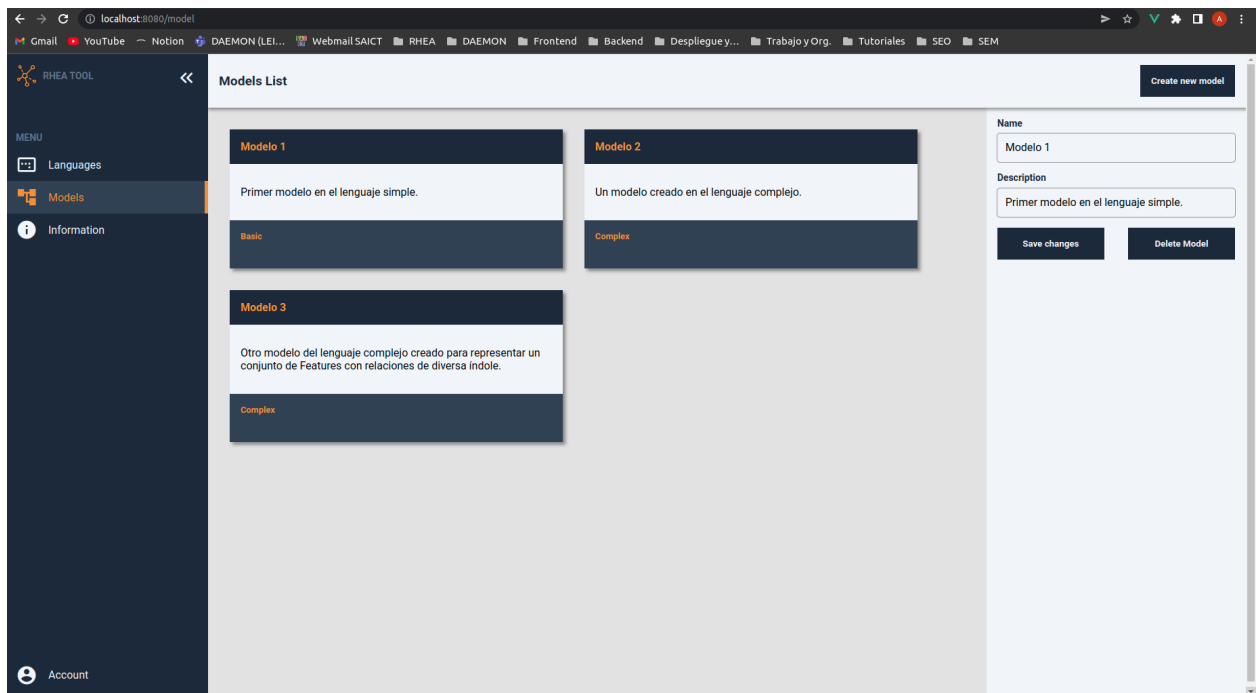 localhost:8080/model
Gmail YouTube Notion DAEMON (LEI... Webmail SAICT RHEA DAEMON Frontend Backend Despliegue y... Trabajo y Org. Tutoriales SEO SEM
RHEA TOOL
Models List
Create new model
MENU
Languages
Models
Information
Account
Modelo 1
Primer modelo en el lenguaje simple.
Basic
Modelo 2
Un modelo creado en el lenguaje complejo.
Complex
Modelo 3
Otro modelo del lenguaje complejo creado para representar un
conjunto de Features con relaciones de diversa índole.
Complex
Name
Modelo 1
Description
Primer modelo en el lenguaje simple.
Save changes
Delete Model
A